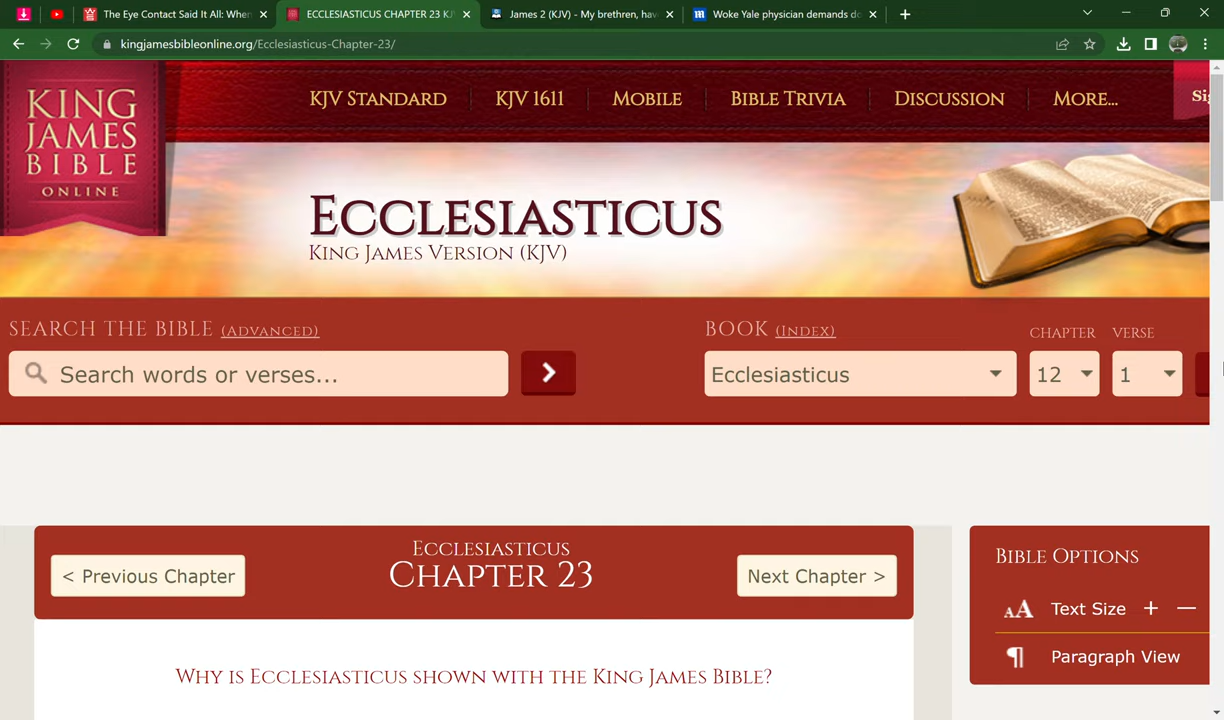 The Eye Contact Said It All: When
ECCLESIASTICUS CHAPTER 23 KJ
James 2 (KJV) - My brethren, hav
Woke Yale physician demands do
kingjamesbibleonline.org/Ecclesiasticus-Chapter-23/
KING
JAMES
BIBLE
ONLINE
KJV Standard
KJV 1611
Mobile
Bible Trivia
Discussion
More...
Sig
Ecclesiasticus
King James Version (KJV)
SEARCH THE BIBLE (Advanced)
BOOK (Index)
CHAPTER
VERSE
Search words or verses...
Ecclesiasticus
12
1
Ecclesiasticus
Chapter 23
< Previous Chapter
Next Chapter >
Bible Options
AA Text Size + —
¶ Paragraph View
Why is Ecclesiasticus shown with the King James Bible?